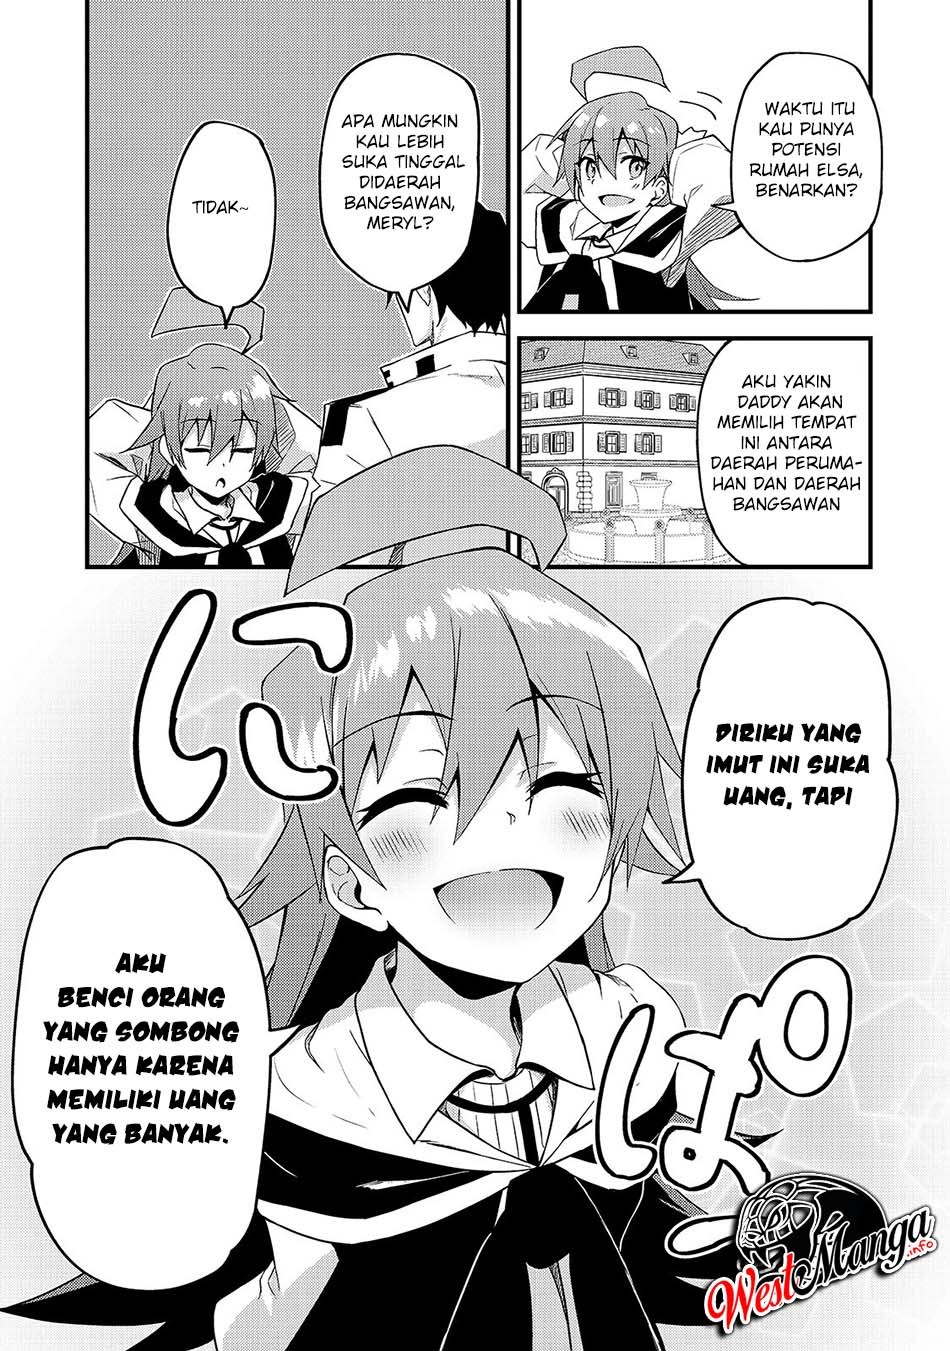 WAKTU ITU
KAU PUNYA
POTENSI
RUMAH ELSA,
BENARKAN?
AKU YAKIN
DADDY AKAN
MEMILIH TEMPAT
INI ANTARA
DAERAH PERUMA-
HAN DAN DAERAH
BANGSAWAN
APA MUNGKIN
KAU LEBIH
SUKA TINGGAL
DIDAERAH
BANGSAWAN,
MERYL?
TIDAK~
DIRIKU YANG
IMUT INI SUKA
UANG, TAPI
にぱっ
AKU
BENCI ORANG
YANG SOMBONG
HANYA KARENA
MEMILIKI UANG
YANG BANYAK.
WESTMANGA
.info